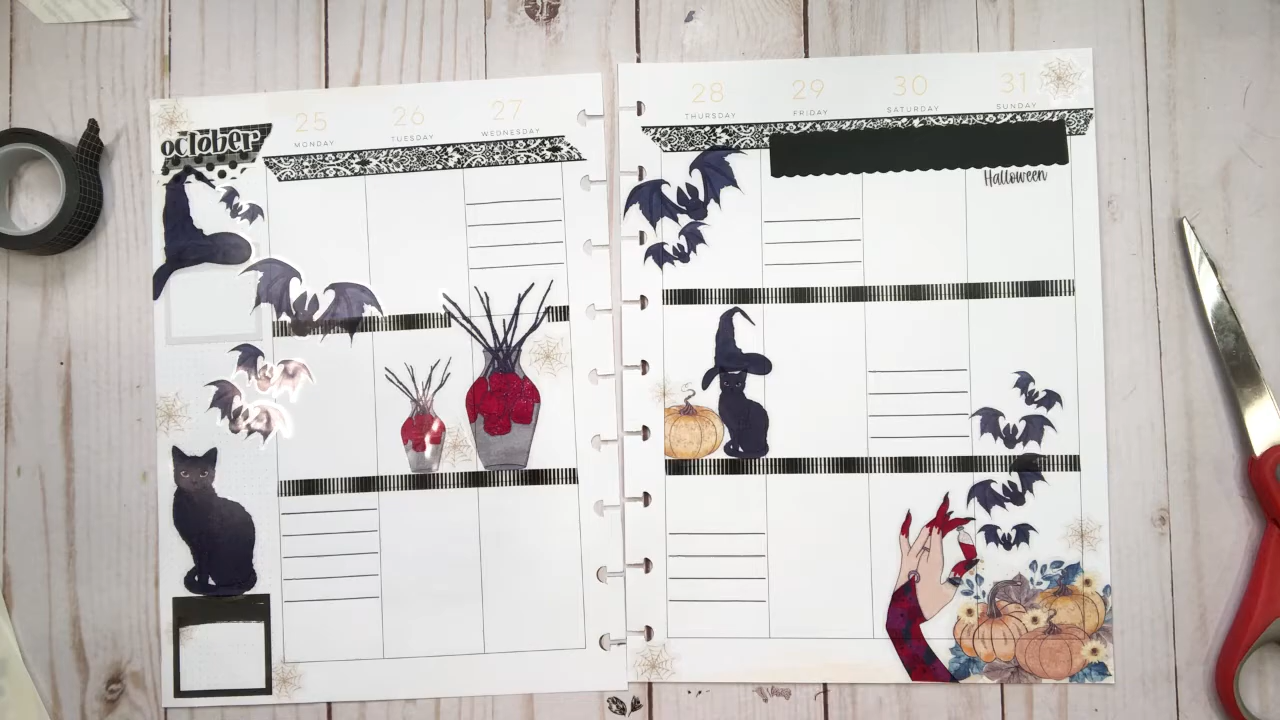 october
25
MONDAY
26
TUESDAY
27
WEDNESDAY
28
THURSDAY
29
FRIDAY
30
SATURDAY
31
SUNDAY
Halloween